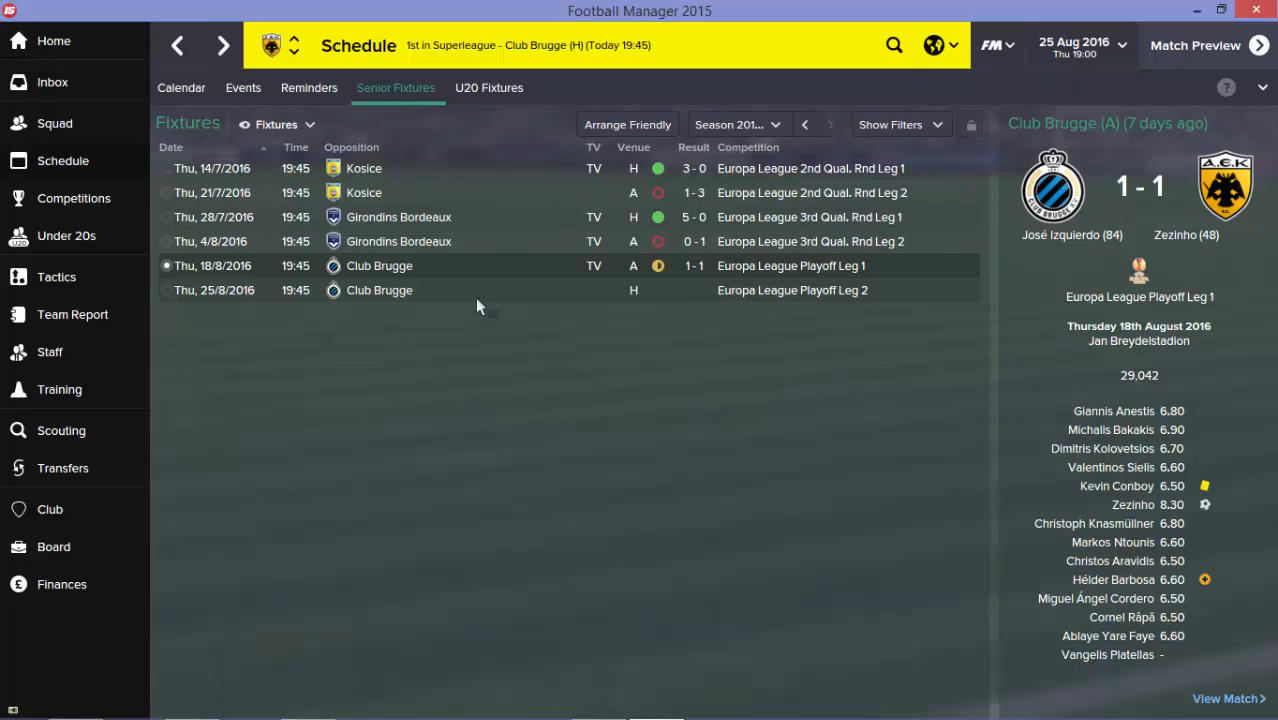 Football Manager 2015
Home
Inbox
Squad
Schedule
Competitions
Under 20s
Tactics
Team Report
Staff
Training
Scouting
Transfers
Club
Board
Finances
Schedule 1st in Superleague - Club Brugge (H) (Today 19:45)
FM
25 Aug 2016
Thu 19:00
Match Preview
Calendar Events Reminders Senior Fixtures U20 Fixtures
Fixtures Fixtures Arrange Friendly Season 201... Show Filters
Date Time Opposition TV Venue Result Competition
Thu, 14/7/2016 19:45 Kosice TV H 3 - 0 Europa League 2nd Qual. Rnd Leg 1
Thu, 21/7/2016 19:45 Kosice A 1 - 3 Europa League 2nd Qual. Rnd Leg 2
Thu, 28/7/2016 19:45 Girondins Bordeaux TV H 5 - 0 Europa League 3rd Qual. Rnd Leg 1
Thu, 4/8/2016 19:45 Girondins Bordeaux TV A 0 - 1 Europa League 3rd Qual. Rnd Leg 2
Thu, 18/8/2016 19:45 Club Brugge TV A 1 - 1 Europa League Playoff Leg 1
Thu, 25/8/2016 19:45 Club Brugge H Europa League Playoff Leg 2
Club Brugge (A) (7 days ago)
1 - 1
José Izquierdo (84) Zezinho (48)
Europa League Playoff Leg 1
Thursday 18th August 2016
Jan Breydelstadion
29,042
Giannis Anestis 6.80
Michalis Bakakis 6.90
Dimitris Kolovetsios 6.70
Valentinos Sielis 6.60
Kevin Conboy 6.50
Zezinho 8.30
Christoph Knasmüllner 6.80
Markos Ntounis 6.60
Christos Aravidis 6.50
Hélder Barbosa 6.60
Miguel Ángel Cordero 6.50
Cornel Râpă 6.50
Ablaye Yare Faye 6.60
Vangelis Platellas -
View Match >